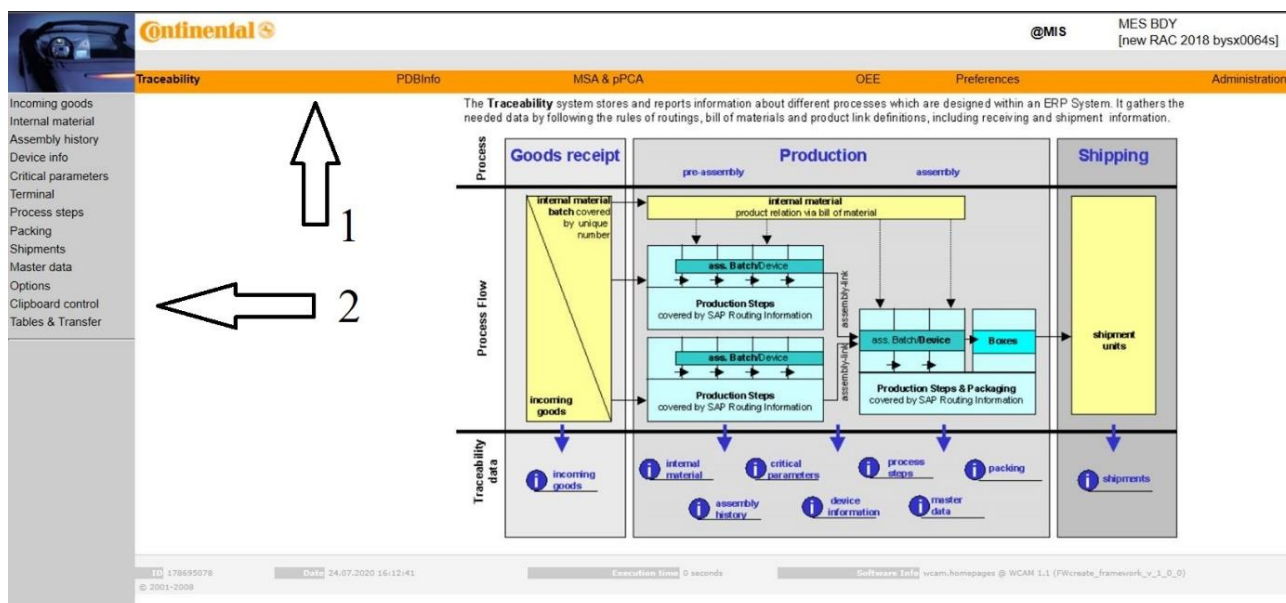 Continental
@MIS
MES BDY
[new RAC 2018 bysx0064s]
Traceability PDBInfo MSA & pPCA OEE Preferences Administration
Incoming goods
Internal material
Assembly history
Device info
Critical parameters
Terminal
Process steps
Packing
Shipments
Master data
Options
Clipboard control
Tables & Transfer
1
2
The Traceability system stores and reports information about different processes which are designed within an ERP System. It gathers the
needed data by following the rules of routings, bill of materials and product link definitions, including receiving and shipment information.
Process
Goods receipt
Production
pre-assembly
assembly
Shipping
Process Flow
internal material
batch covered
by unique
number
incoming
goods
internal material
product relation via bill of material
ass. Batch/Device
Production Steps
covered by SAP Routing Information
ass. Batch/Device
Production Steps
covered by SAP Routing Information
assembly-link
assembly-link
ass. Batch/Device
Boxes
Production Steps & Packaging
covered by SAP Routing Information
shipment
units
Traceability
data
incoming
goods
internal
material
critical
parameters
process
steps
packing
assembly
history
device
information
master
data
shipments
ID 178695078
Date 24.07.2020 16:12:41
Execution time 0 seconds
Software Info wcam.homepages @ WCAM 1.1 (FWcreate_framework_v_1_0_0)
© 2001-2008